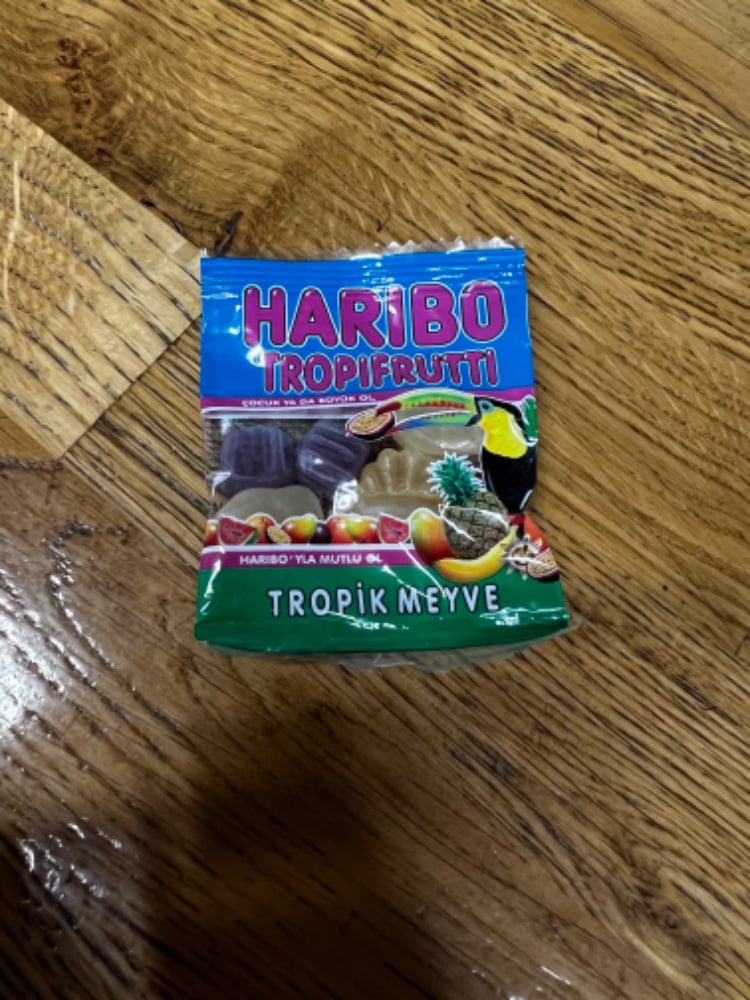 HARIBO
TROPIFRUTTI
ÇOCUK YA DA BÜYÜK OL,
HARIBO'YLA MUTLU OL
TROPİK MEYVE